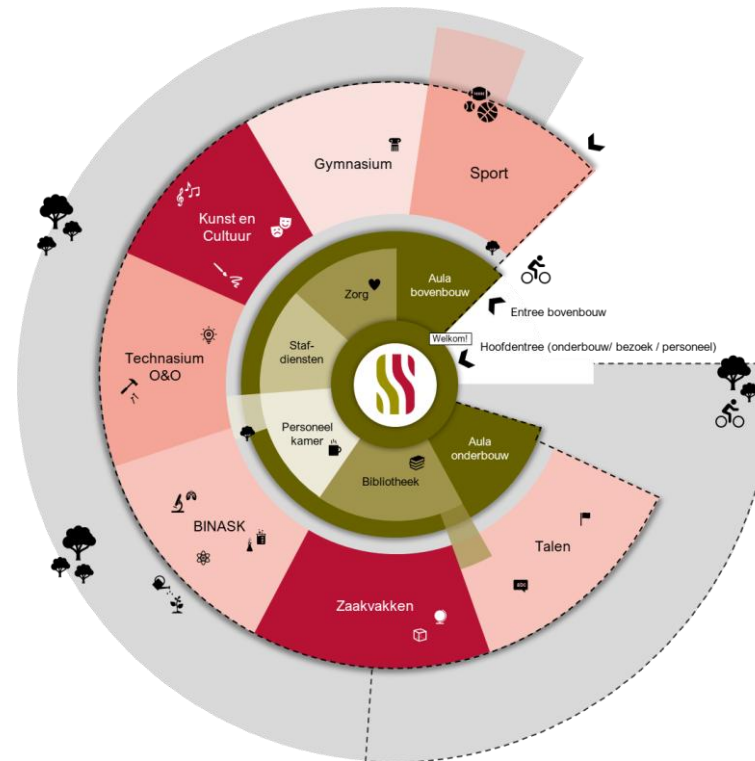 Gymnasium
Sport
Kunst en
Cultuur
Aula
bovenbouw
Zorg
Entree bovenbouw
Welkom!
Hoofdentree (onderbouw/ bezoek / personeel)
Staf-
diensten
Technasium
O&O
Personeel
kamer
Aula
onderbouw
Bibliotheek
BINASK
Talen
Zaakvakken